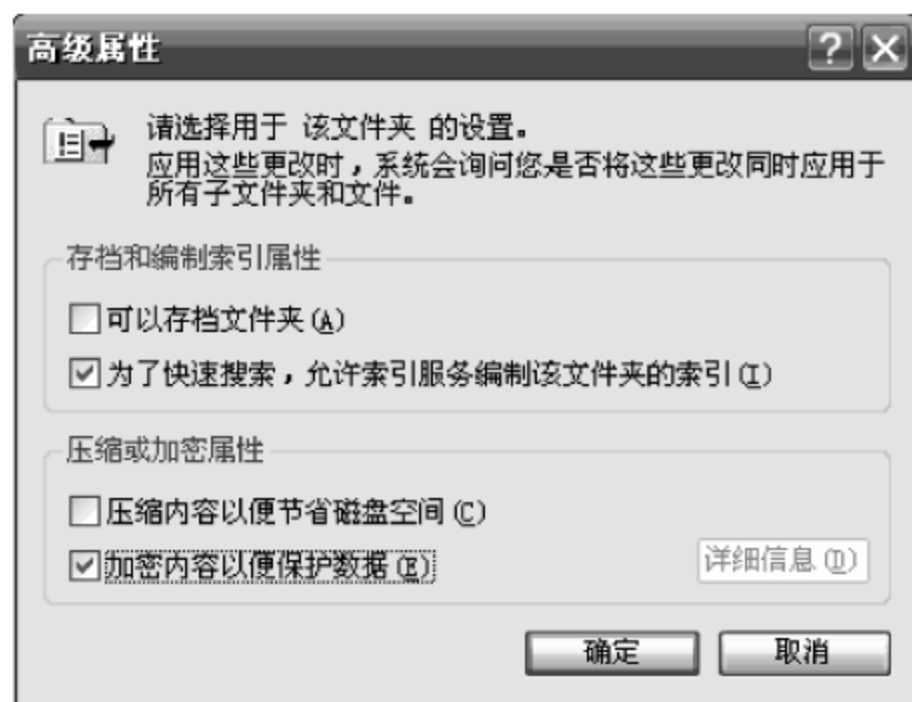 高级属性
请选择用于 该文件夹 的设置。
应用这些更改时，系统会询问您是否将这些更改同时应用于
所有子文件夹和文件。
存档和编制索引属性
可以存档文件夹(A)
为了快速搜索，允许索引服务编制该文件夹的索引(I)
压缩或加密属性
压缩内容以便节省磁盘空间(C)
加密内容以便保护数据(E)
详细信息(D)
确定
取消